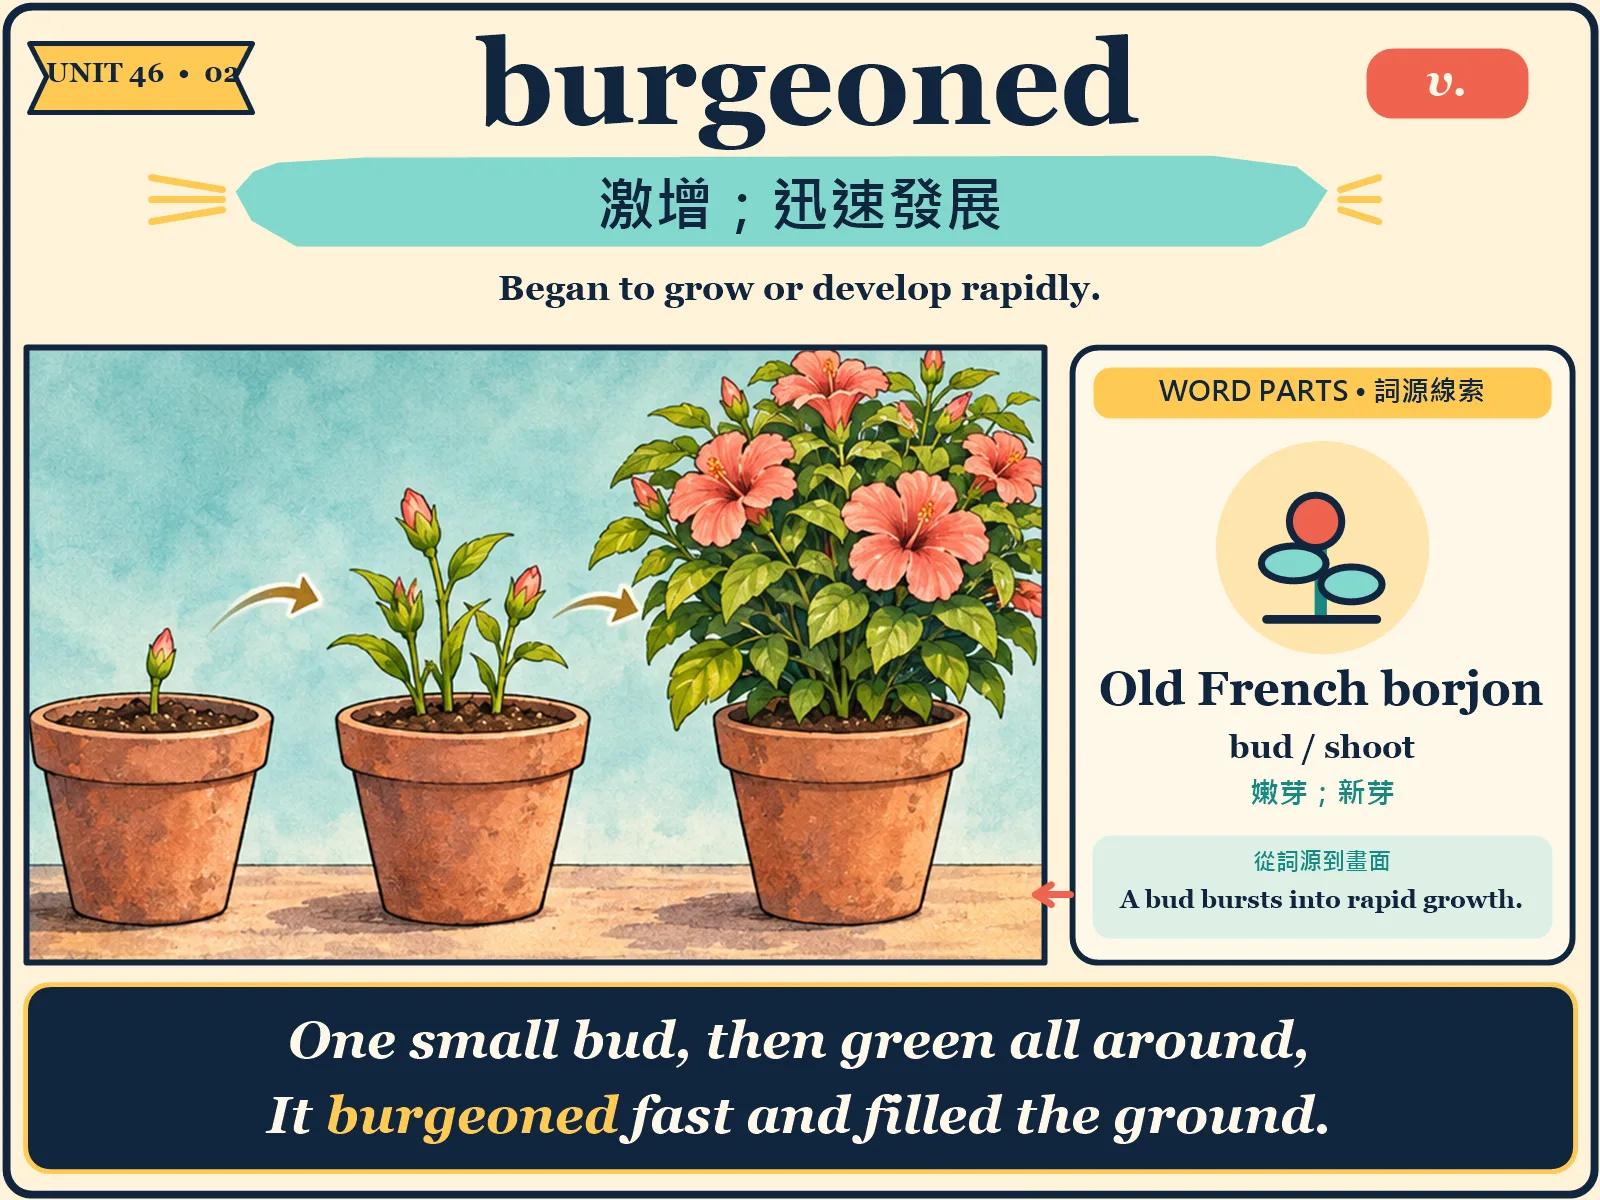 UNIT 46 • 02
burgeoned
v.
激增；迅速發展
Began to grow or develop rapidly.
WORD PARTS • 詞源線索
Old French borjon
bud / shoot
嫩芽；新芽
從詞源到畫面
A bud bursts into rapid growth.
One small bud, then green all around,
It burgeoned fast and filled the ground.